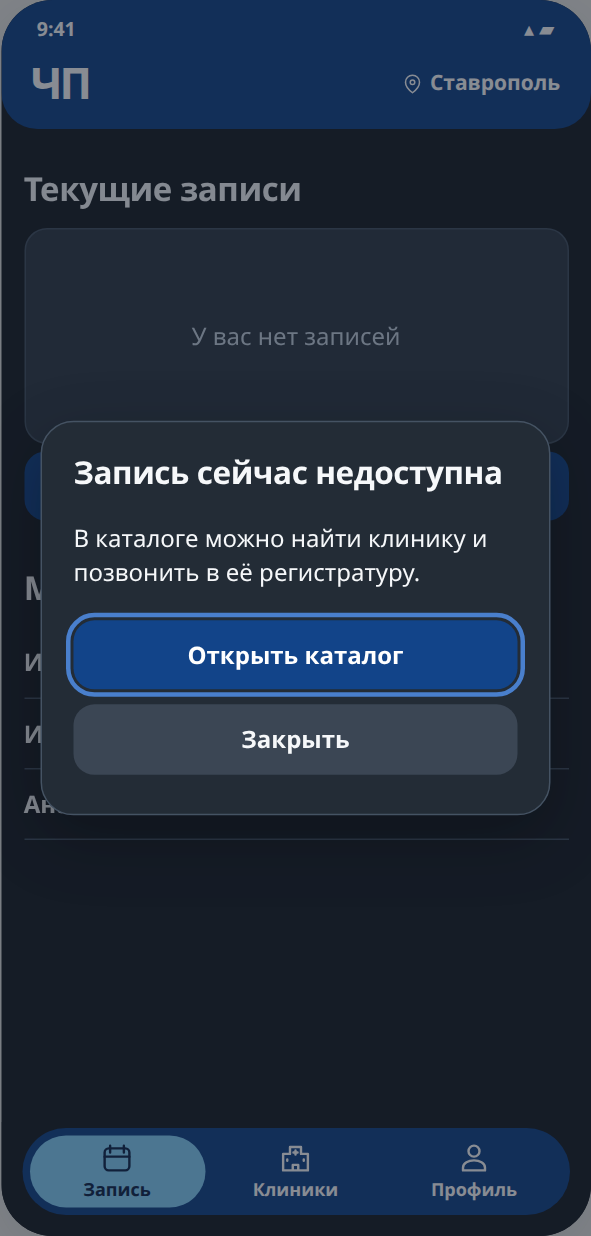 9:41
ЧП
Ставрополь
Текущие записи
У вас нет записей
Запись сейчас недоступна
В каталоге можно найти клинику и
позвонить в её регистратуру.
Открыть каталог
Закрыть
Запись
Клиники
Профиль